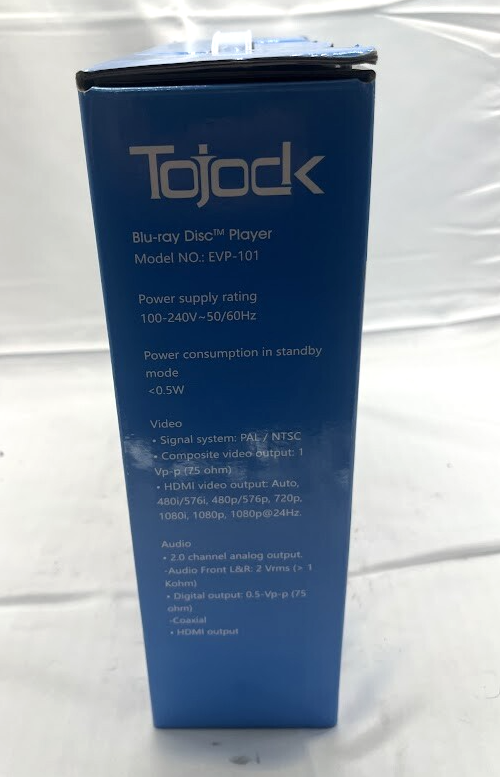 Tojock
Blu-ray Disc™ Player
Model NO.: EVP-101
Power supply rating
100-240V~50/60Hz
Power consumption in standby
mode
<0.5W
Video
• Signal system: PAL / NTSC
• Composite video output: 1
Vp-p (75 ohm)
• HDMI video output: Auto,
480i/576i, 480p/576p, 720p,
1080i, 1080p, 1080p@24Hz.
Audio
• 2.0 channel analog output.
-Audio Front L&R: 2 Vrms (> 1
Kohm)
• Digital output: 0.5-Vp-p (75
ohm)
-Coaxial
• HDMI output